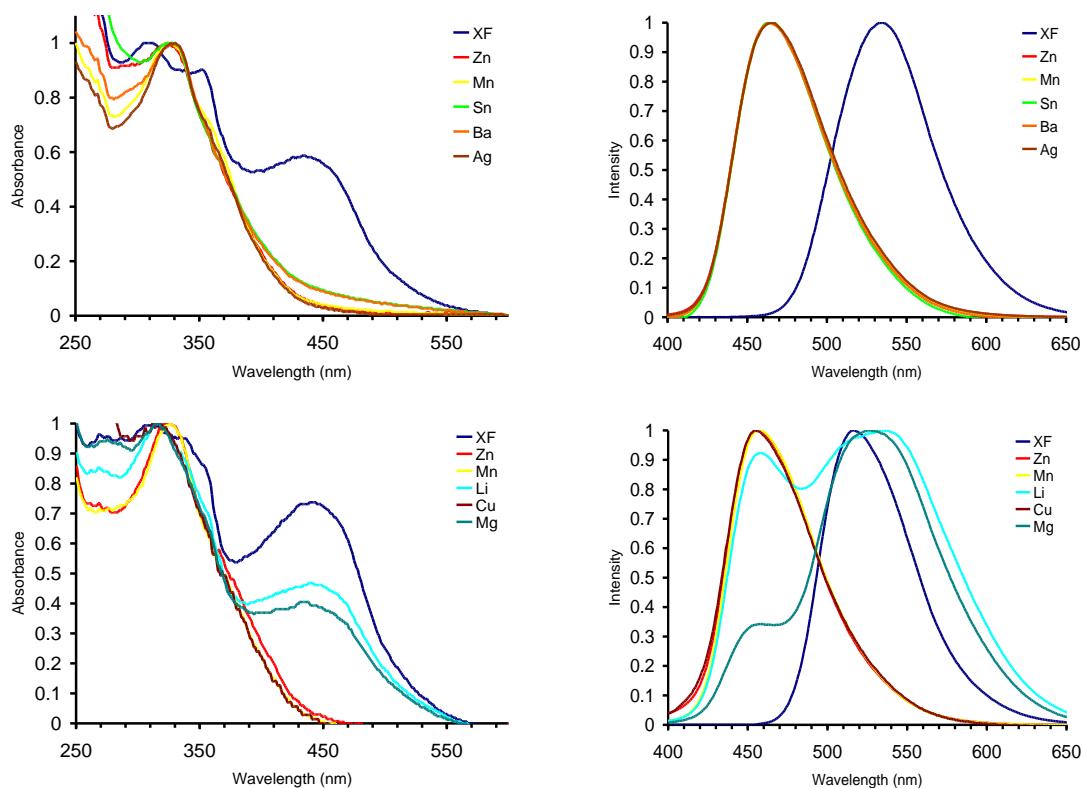 1
0.8
0.6
0.4
0.2
0
250
350
450
550
Absorbance
Wavelength (nm)
XF
Zn
Mn
Sn
Ba
Ag
1
0.9
0.8
0.7
0.6
0.5
0.4
0.3
0.2
0.1
0
400
450
500
550
600
650
Intensity
Wavelength (nm)
XF
Zn
Mn
Sn
Ba
Ag
1
0.9
0.8
0.7
0.6
0.5
0.4
0.3
0.2
0.1
0
250
350
450
550
Absorbance
Wavelength (nm)
XF
Zn
Mn
Li
Cu
Mg
1
0.9
0.8
0.7
0.6
0.5
0.4
0.3
0.2
0.1
0
400
450
500
550
600
650
Intensity
Wavelength (nm)
XF
Zn
Mn
Li
Cu
Mg